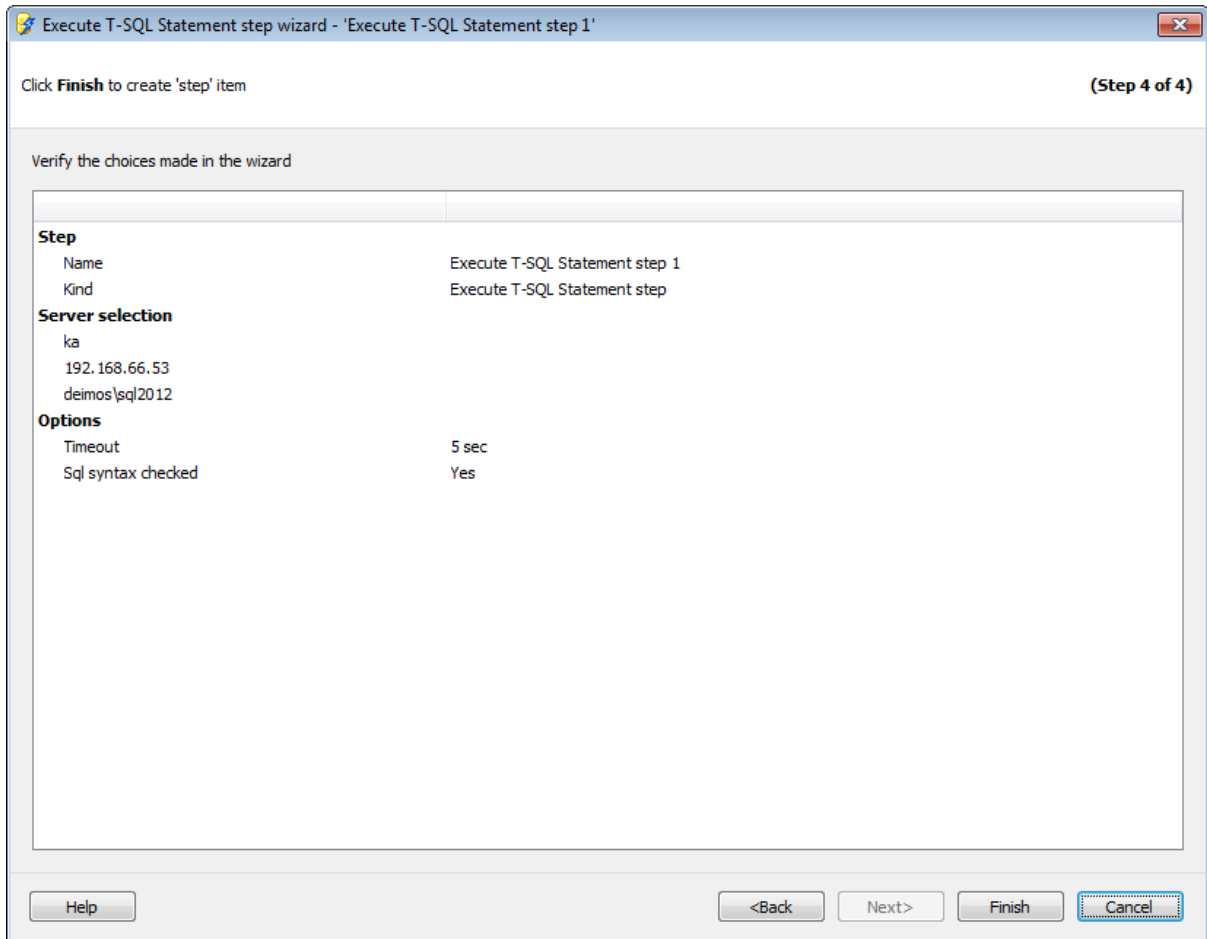 Execute T-SQL Statement step wizard - 'Execute T-SQL Statement step 1'
Click Finish to create 'step' item (Step 4 of 4)
Verify the choices made in the wizard
Step
Name Execute T-SQL Statement step 1
Kind Execute T-SQL Statement step
Server selection
ka
192.168.66.53
deimos\sql2012
Options
Timeout 5 sec
Sql syntax checked Yes
Help <Back Next> Finish Cancel